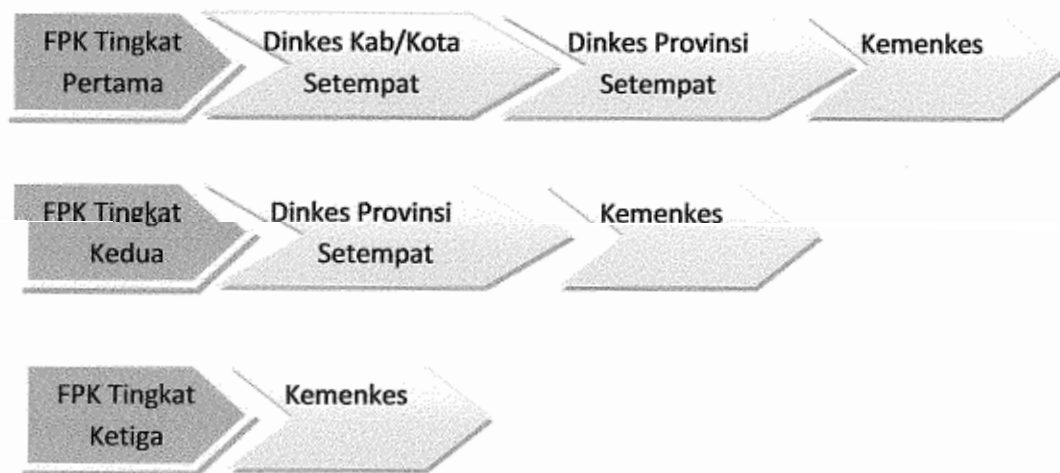 FPK Tingkat
Pertama
Dinkes Kab/Kota
Setempat
Dinkes Provinsi
Setempat
Kemenkes
FPK Tingkat
Kedua
Dinkes Provinsi
Setempat
Kemenkes
FPK Tingkat
Ketiga
Kemenkes